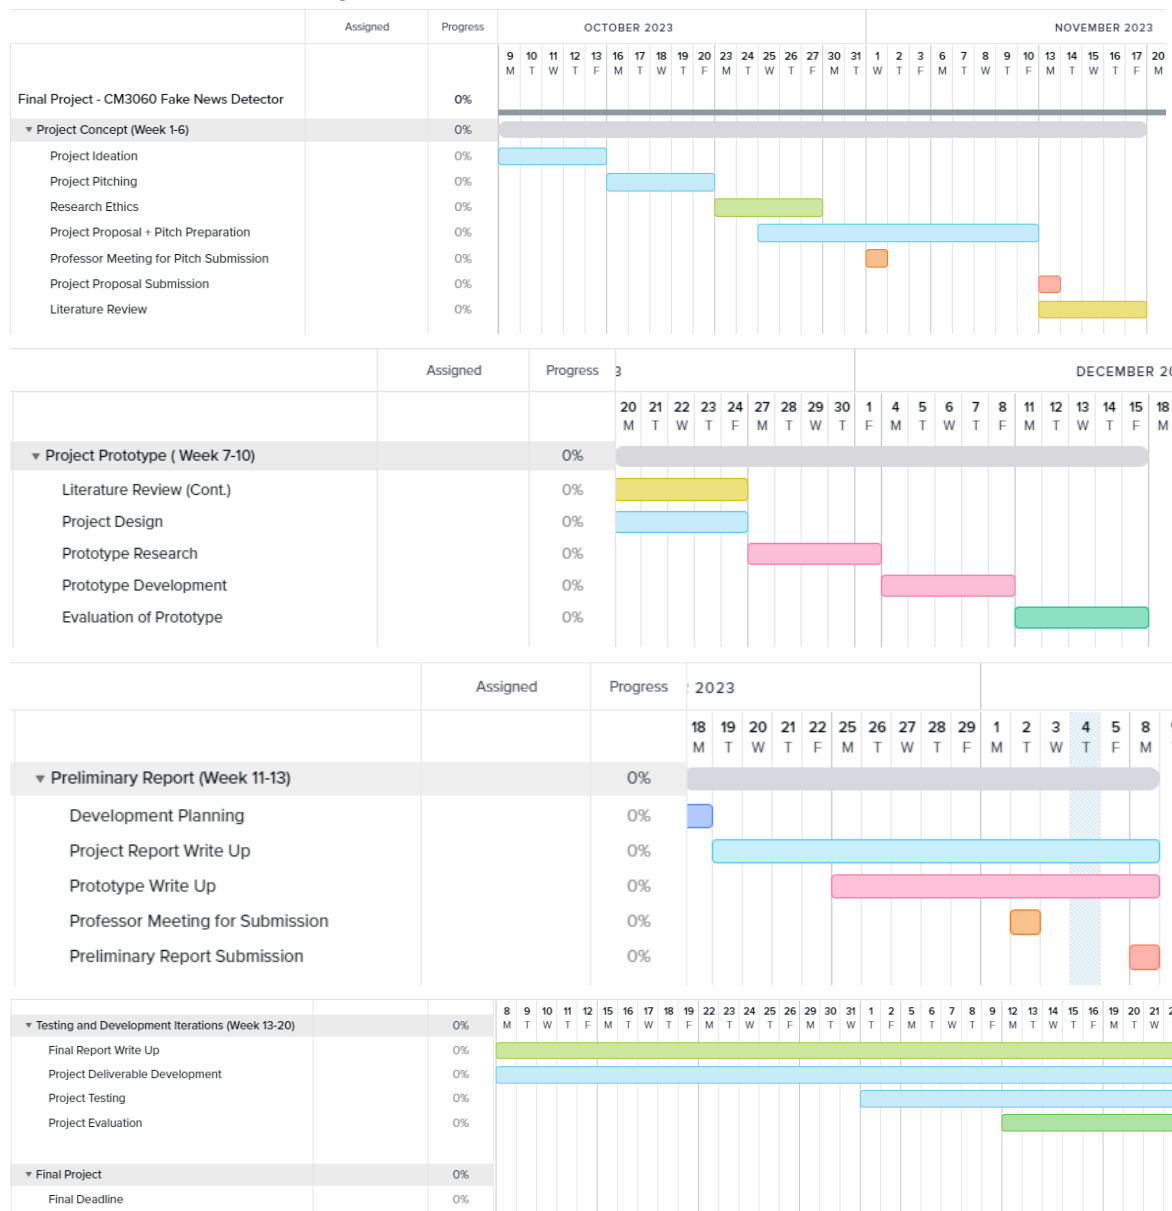 Assigned Progress OCTOBER 2023 NOVEMBER 2023
9 10 11 12 13 16 17 18 19 20 23 24 25 26 27 30 31 1 2 3 6 7 8 9 10 13 14 15 16 17 20
M T W T F M T W T F M T W T F M T W T F M T W T F M T W T F M
Final Project - CM3060 Fake News Detector 0%
Project Concept (Week 1-6) 0%
Project Ideation 0%
Project Pitching 0%
Research Ethics 0%
Project Proposal + Pitch Preparation 0%
Professor Meeting for Pitch Submission 0%
Project Proposal Submission 0%
Literature Review 0%
Assigned Progress 3 DECEMBER 20
20 21 22 23 24 27 28 29 30 1 4 5 6 7 8 11 12 13 14 15 18
M T W T F M T W T F M T W T F M T W T F M
Project Prototype ( Week 7-10) 0%
Literature Review (Cont.) 0%
Project Design 0%
Prototype Research 0%
Prototype Development 0%
Evaluation of Prototype 0%
Assigned Progress 2023
18 19 20 21 22 25 26 27 28 29 1 2 3 4 5 8
M T W T F M T W T F M T W T F M
Preliminary Report (Week 11-13) 0%
Development Planning 0%
Project Report Write Up 0%
Prototype Write Up 0%
Professor Meeting for Submission 0%
Preliminary Report Submission 0%
8 9 10 11 12 15 16 17 18 19 22 23 24 25 26 29 30 31 1 2 5 6 7 8 9 12 13 14 15 16 19 20 21 2
M T W T F M T W T F M T W T F M T W T F M T W T F M T W T F M T W
Testing and Development Iterations (Week 13-20) 0%
Final Report Write Up 0%
Project Deliverable Development 0%
Project Testing 0%
Project Evaluation 0%
Final Project 0%
Final Deadline 0%